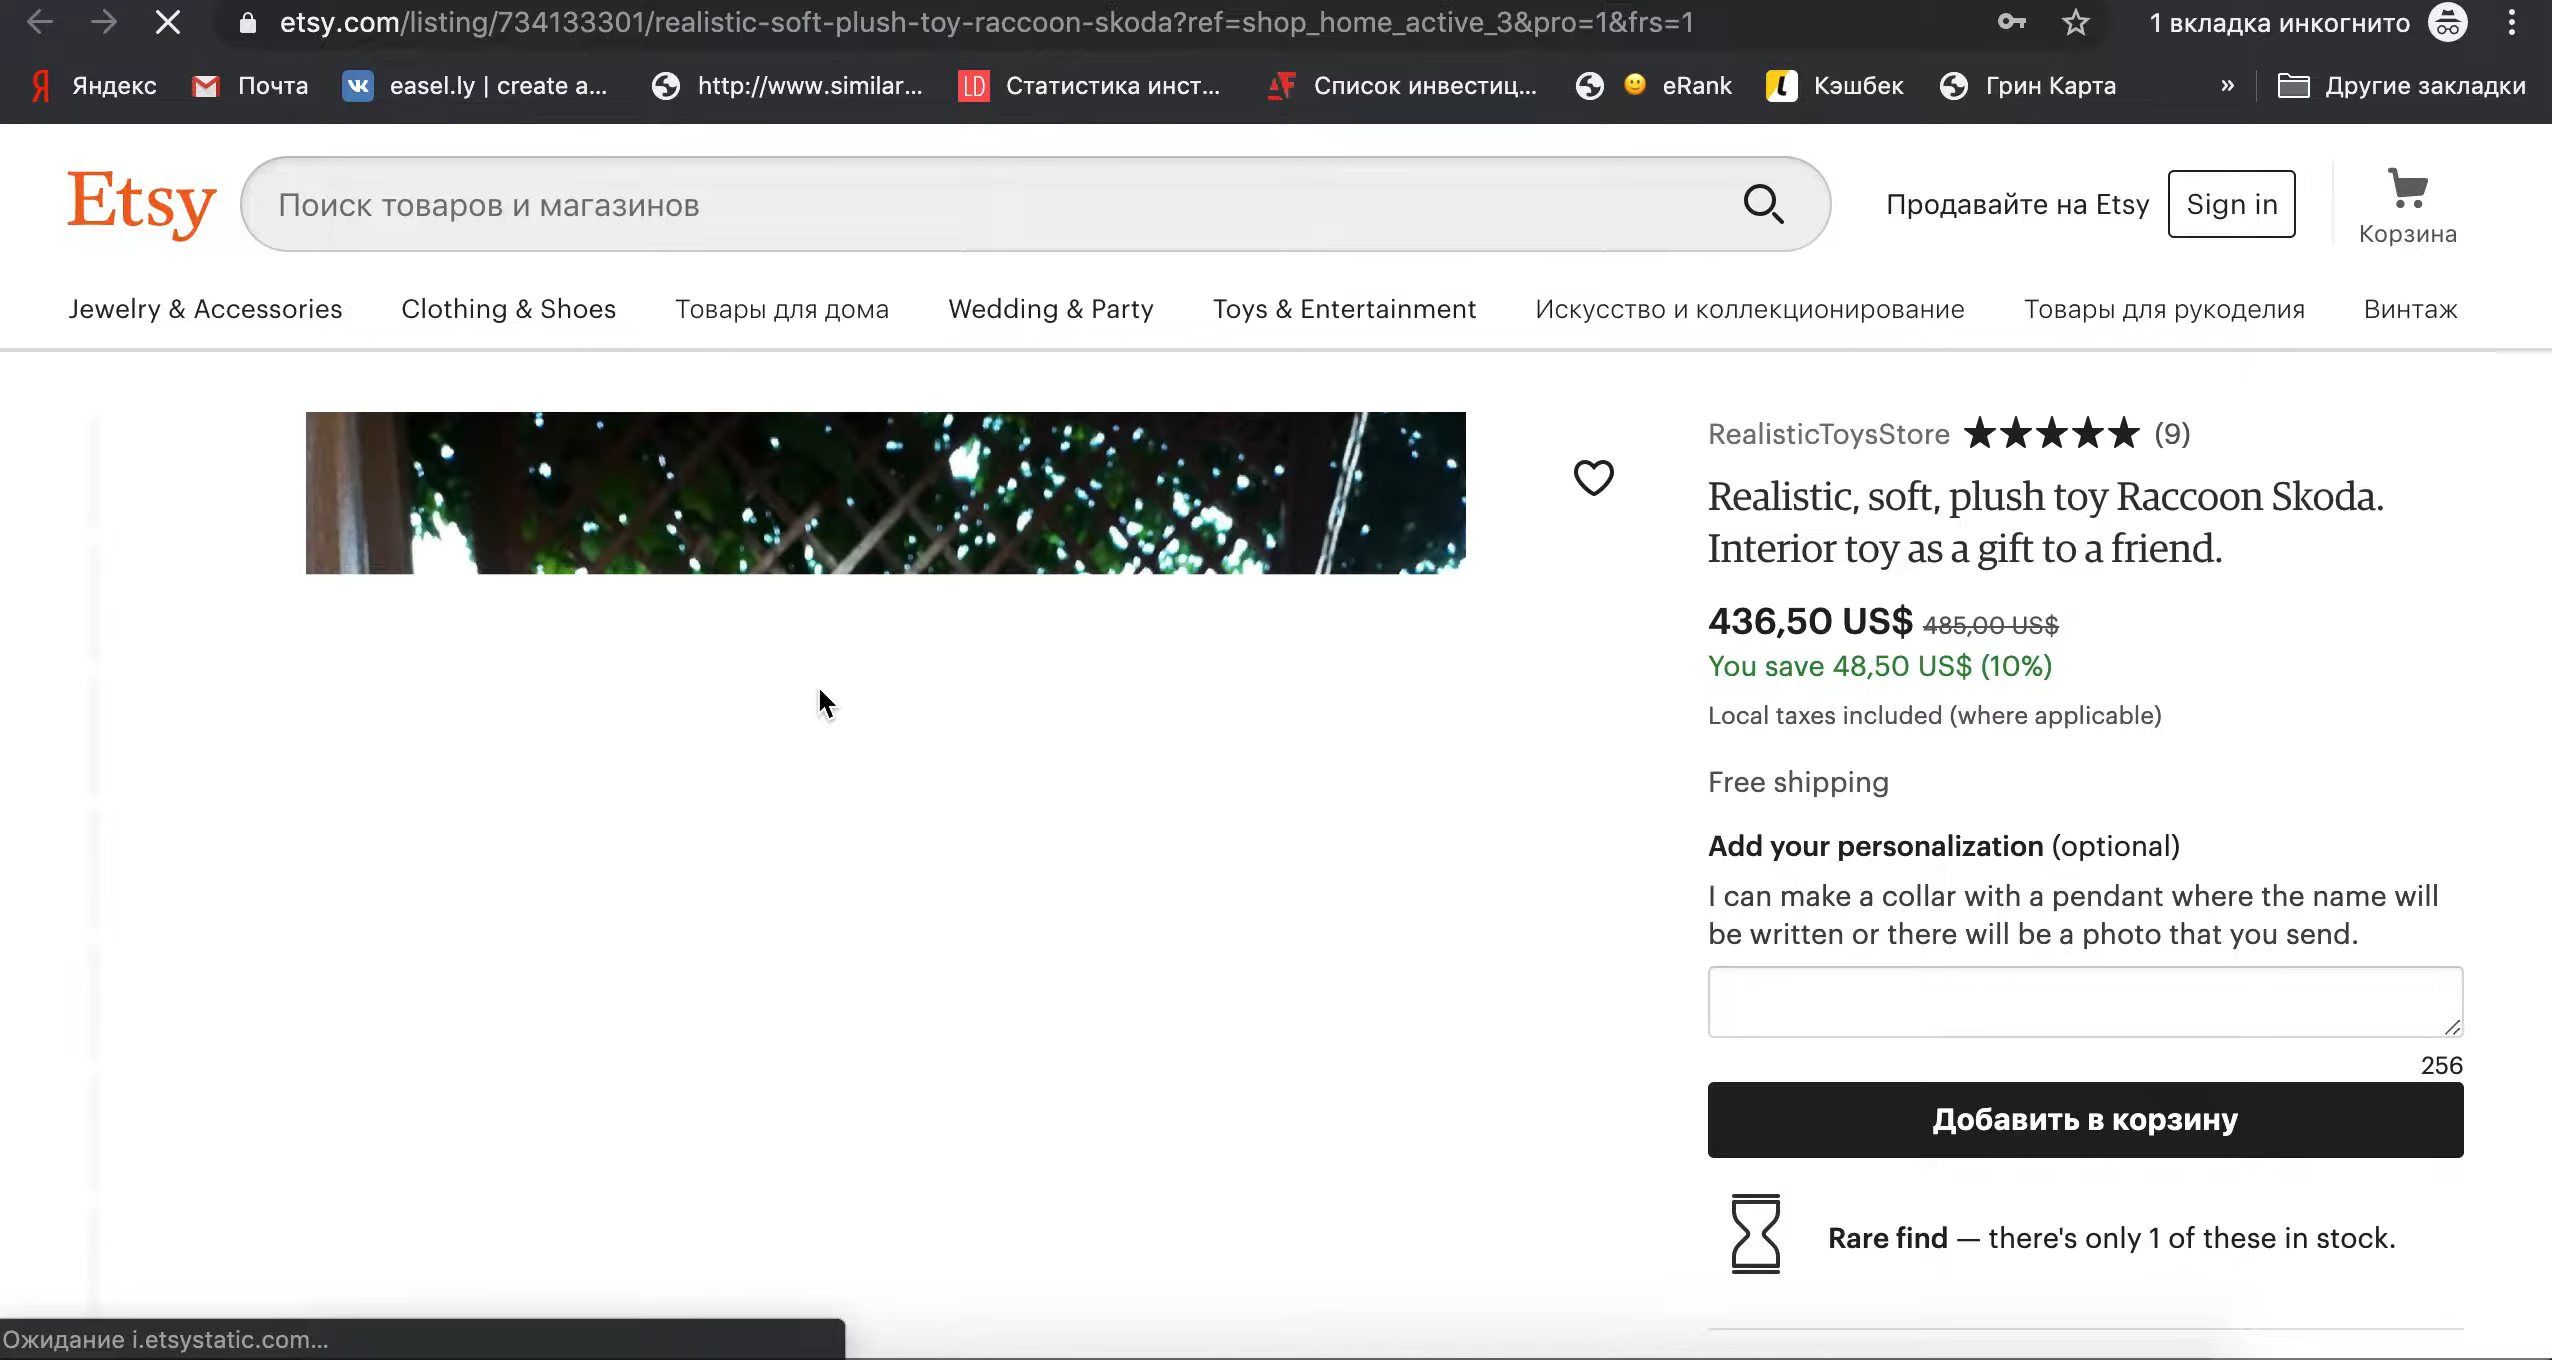 etsy.com/listing/734133301/realistic-soft-plush-toy-raccoon-skoda?ref=shop_home_active_3&pro=1&frs=1
1 вкладка инкогнито
Яндекс
Почта
easel.ly | create a...
http://www.similar...
Статистика инст...
Список инвестиц...
eRank
Кэшбек
Грин Карта
»
Другие закладки
Etsy
Поиск товаров и магазинов
Продавайте на Etsy
Sign in
Корзина
Jewelry & Accessories
Clothing & Shoes
Товары для дома
Wedding & Party
Toys & Entertainment
Искусство и коллекционирование
Товары для рукоделия
Винтаж
RealisticToysStore ★★★★★ (9)
Realistic, soft, plush toy Raccoon Skoda.
Interior toy as a gift to a friend.
436,50 US$ 485,00 US$
You save 48,50 US$ (10%)
Local taxes included (where applicable)
Free shipping
Add your personalization (optional)
I can make a collar with a pendant where the name will
be written or there will be a photo that you send.
256
Добавить в корзину
Rare find — there's only 1 of these in stock.
Ожидание i.etsystatic.com...